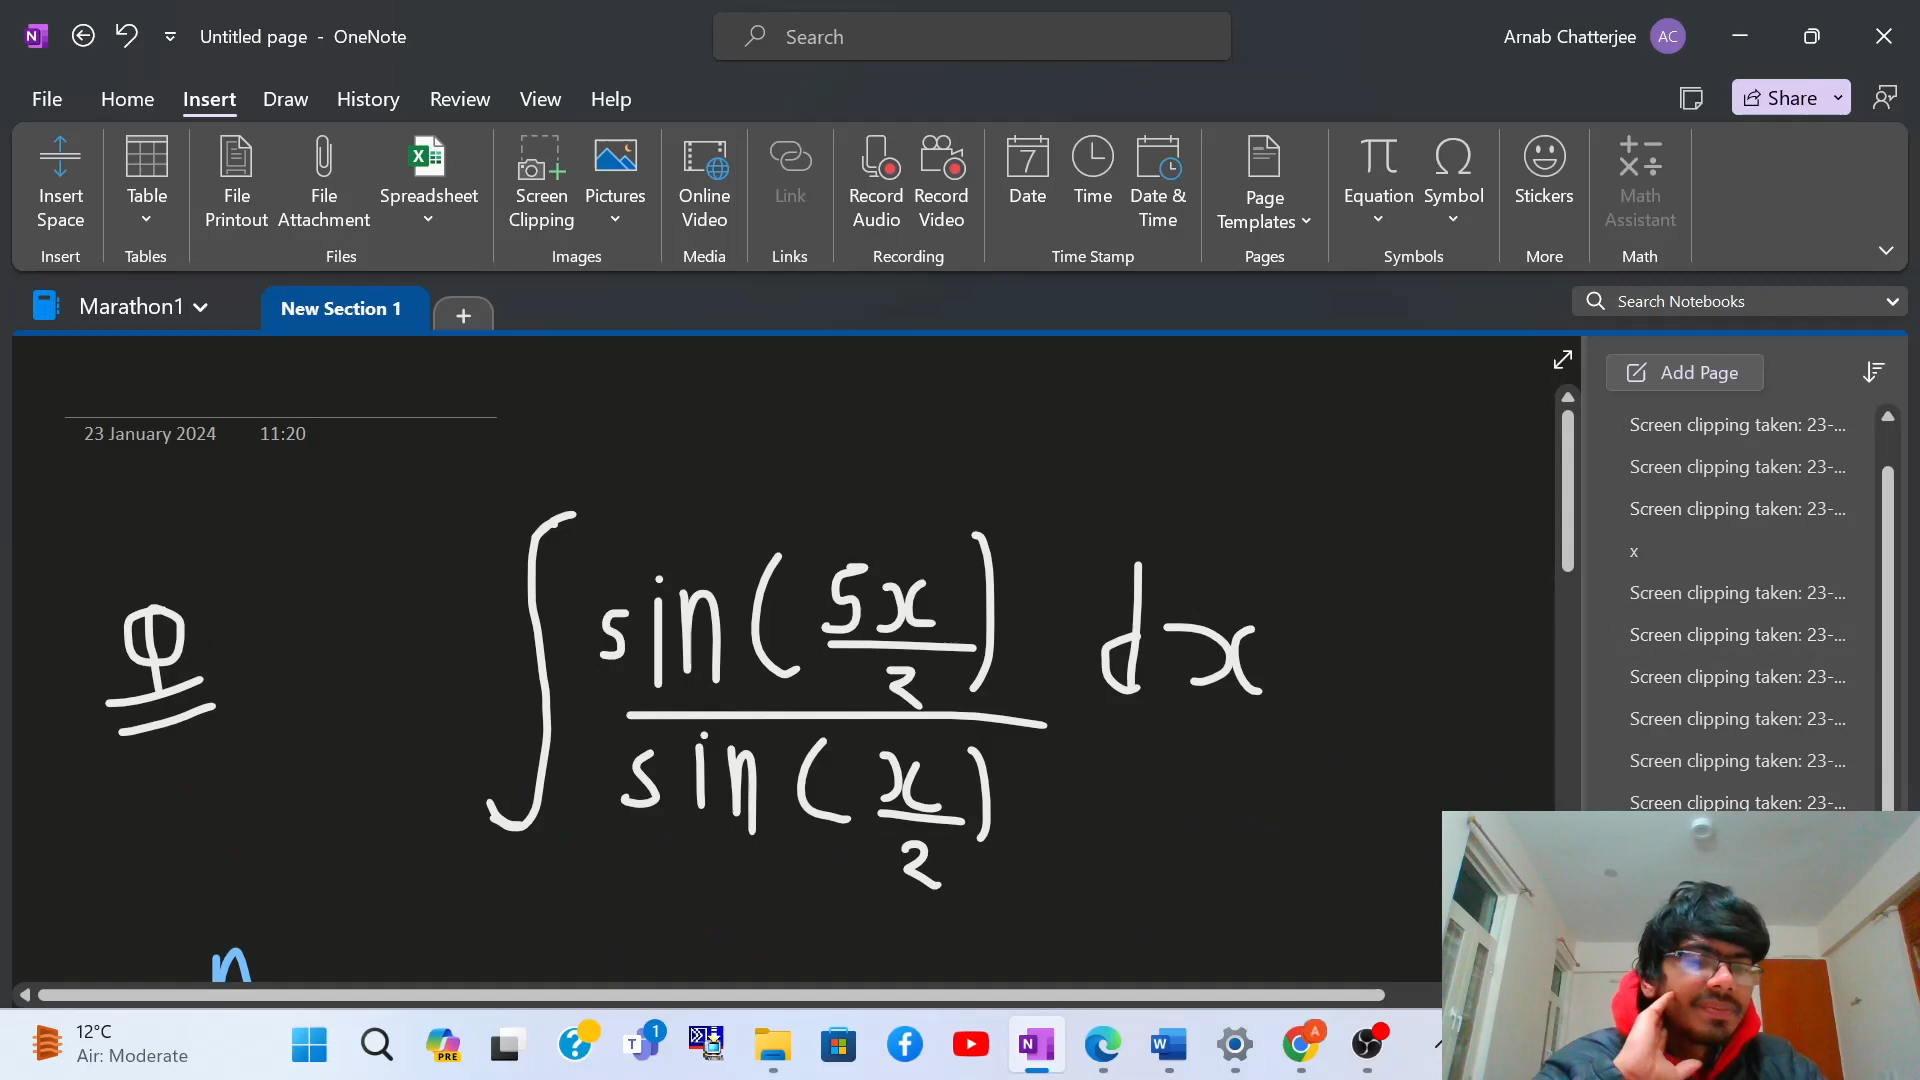 Untitled page - OneNote
Search
Arnab Chatterjee AC
File Home Insert Draw History Review View Help
Share
Insert Space
Table
File Printout
File Attachment
Spreadsheet
Screen Clipping
Pictures
Online Video
Link
Record Audio
Record Video
7
Date
Time
Date & Time
Page Templates
Equation
Symbol
Stickers
Math Assistant
Insert Tables Files Images Media Links Recording Time Stamp Pages Symbols More Math
Marathon1
New Section 1
+
Search Notebooks
Add Page
23 January 2024 11:20
Screen clipping taken: 23-...
Screen clipping taken: 23-...
Screen clipping taken: 23-...
x
Screen clipping taken: 23-...
Screen clipping taken: 23-...
Screen clipping taken: 23-...
Screen clipping taken: 23-...
Screen clipping taken: 23-...
Screen clipping taken: 23-...
∫ sin(5x/2) dx
sin(x/2)
n
12°C
Air: Moderate
PRE
T 1
N
W
A